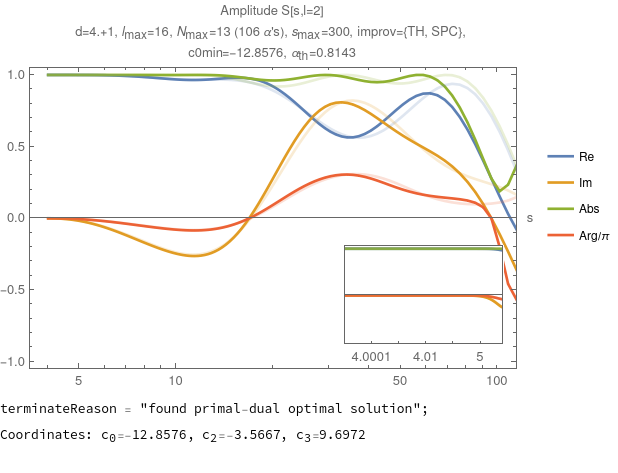 Amplitude S[s,l=2]
d=4.+1, lmax=16, Nmax=13 (106 α's), smax=300, improv={TH, SPC},
c0min=−12.8576, αth=0.8143
1.0
0.5
0.0
−0.5
−1.0
s
Re
Im
Abs
Arg/π
4.0001 4.01 5
5 10 50 100
terminateReason = "found primal-dual optimal solution";
Coordinates: c0=-12.8576, c2=-3.5667, c3=9.6972